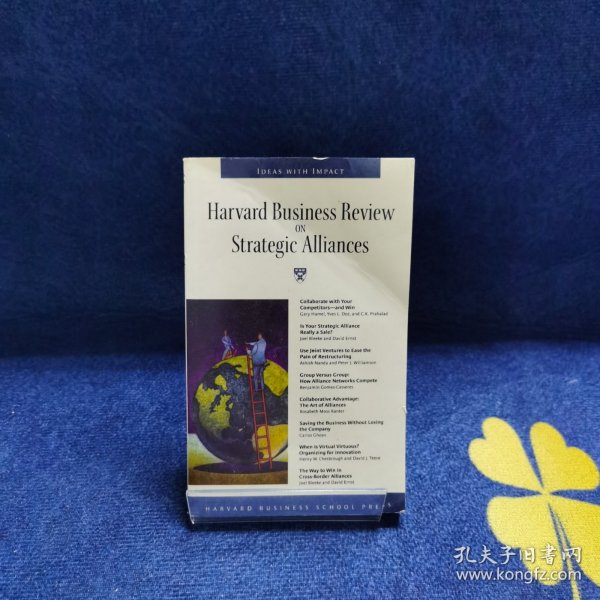 IDEAS WITH IMPACT
Harvard Business Review
ON
Strategic Alliances
Collaborate with Your
Competitors—and Win
Gary Hamel, Yves L. Doz, and C.K. Prahalad
Is Your Strategic Alliance
Really a Sale?
Joel Bleeke and David Ernst
Use Joint Ventures to Ease the
Pain of Restructuring
Ashish Nanda and Peter J. Williamson
Group Versus Group:
How Alliance Networks Compete
Benjamin Gomes-Casseres
Collaborative Advantage:
The Art of Alliances
Rosabeth Moss Kanter
Saving the Business Without Losing
the Company
Carlos Ghosn
When Is Virtual Virtuous?
Organizing for Innovation
Henry W. Chesbrough and David J. Teece
The Way to Win in
Cross-Border Alliances
Joel Bleeke and David Ernst
HARVARD BUSINESS SCHOOL PRESS
孔夫子旧书网
www.kongfz.com